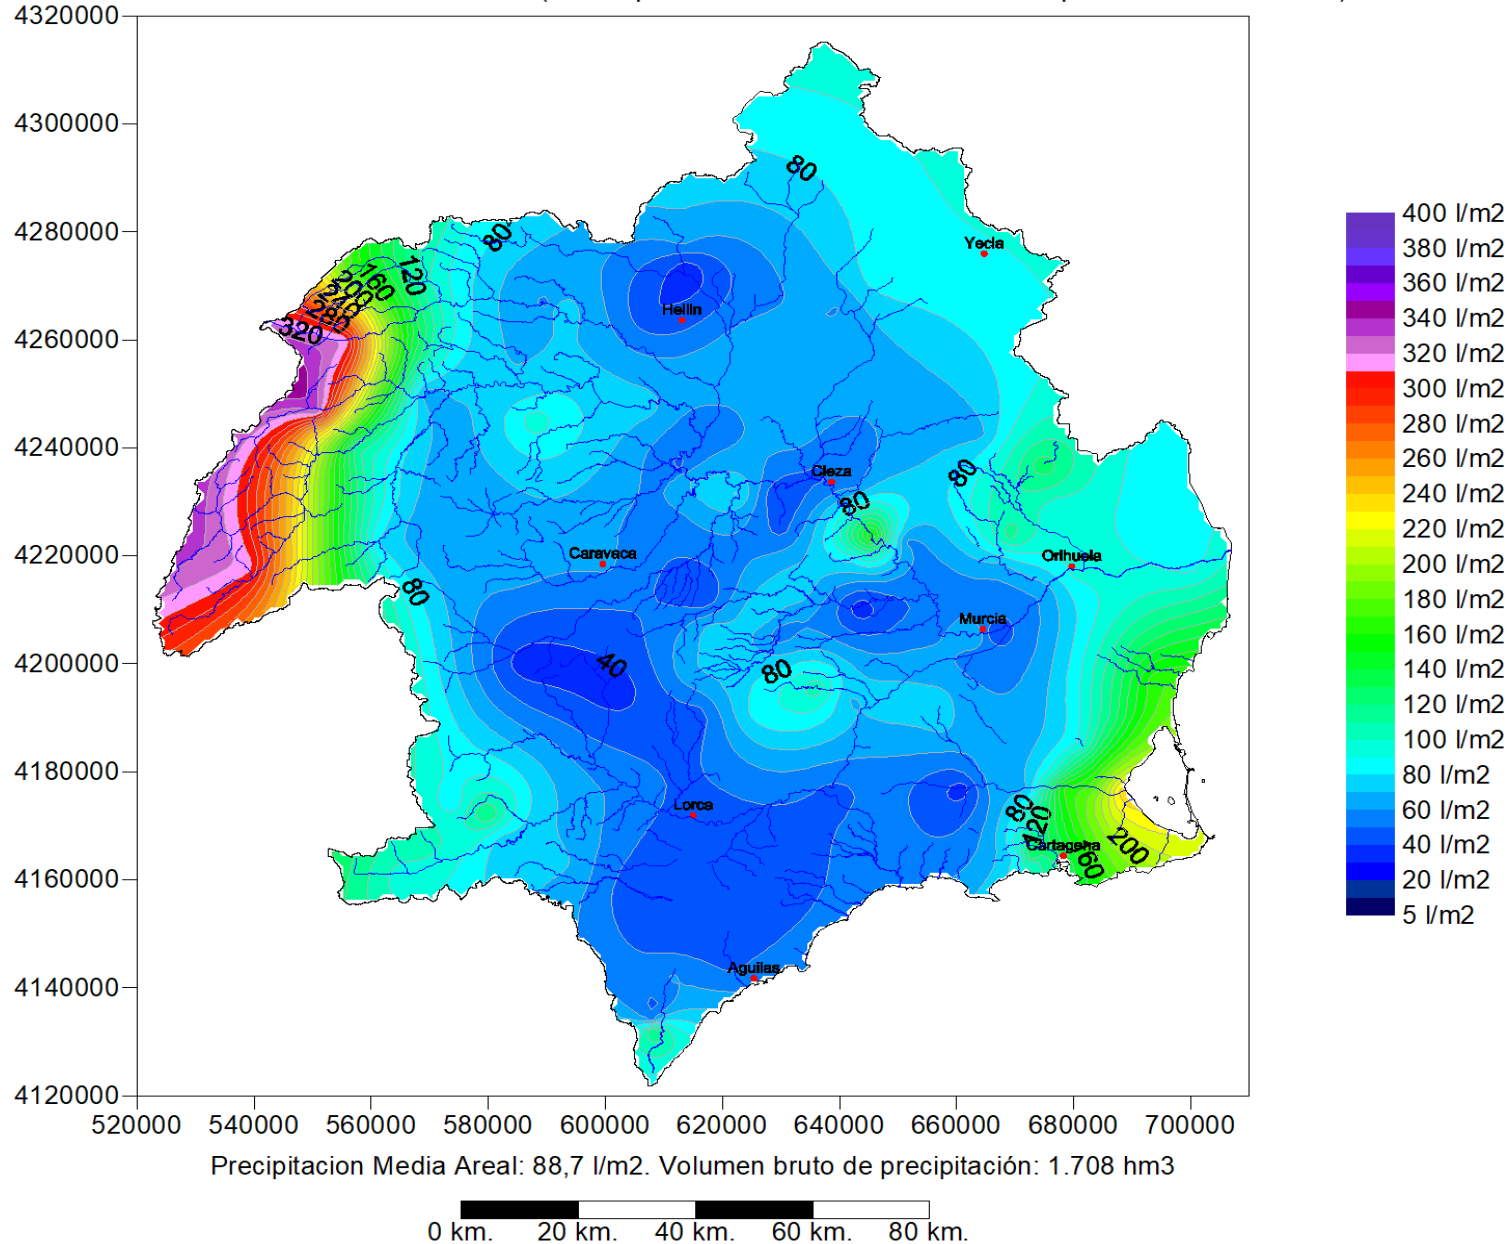 4320000
4300000
4280000
4260000
4240000
4220000
4200000
4180000
4160000
4140000
4120000
520000 540000 560000 580000 600000 620000 640000 660000 680000 700000
80
Yecla
80
120
160
200
240
280
320
Hellin
Cieza
80
80
Caravaca
Orihuela
80
Murcia
40
80
Lorca
80
120
Cartagena
160
200
Aguilas
400 l/m2
380 l/m2
360 l/m2
340 l/m2
320 l/m2
300 l/m2
280 l/m2
260 l/m2
240 l/m2
220 l/m2
200 l/m2
180 l/m2
160 l/m2
140 l/m2
120 l/m2
100 l/m2
80 l/m2
60 l/m2
40 l/m2
20 l/m2
5 l/m2
Precipitacion Media Areal: 88,7 l/m2. Volumen bruto de precipitación: 1.708 hm3
0 km. 20 km. 40 km. 60 km. 80 km.